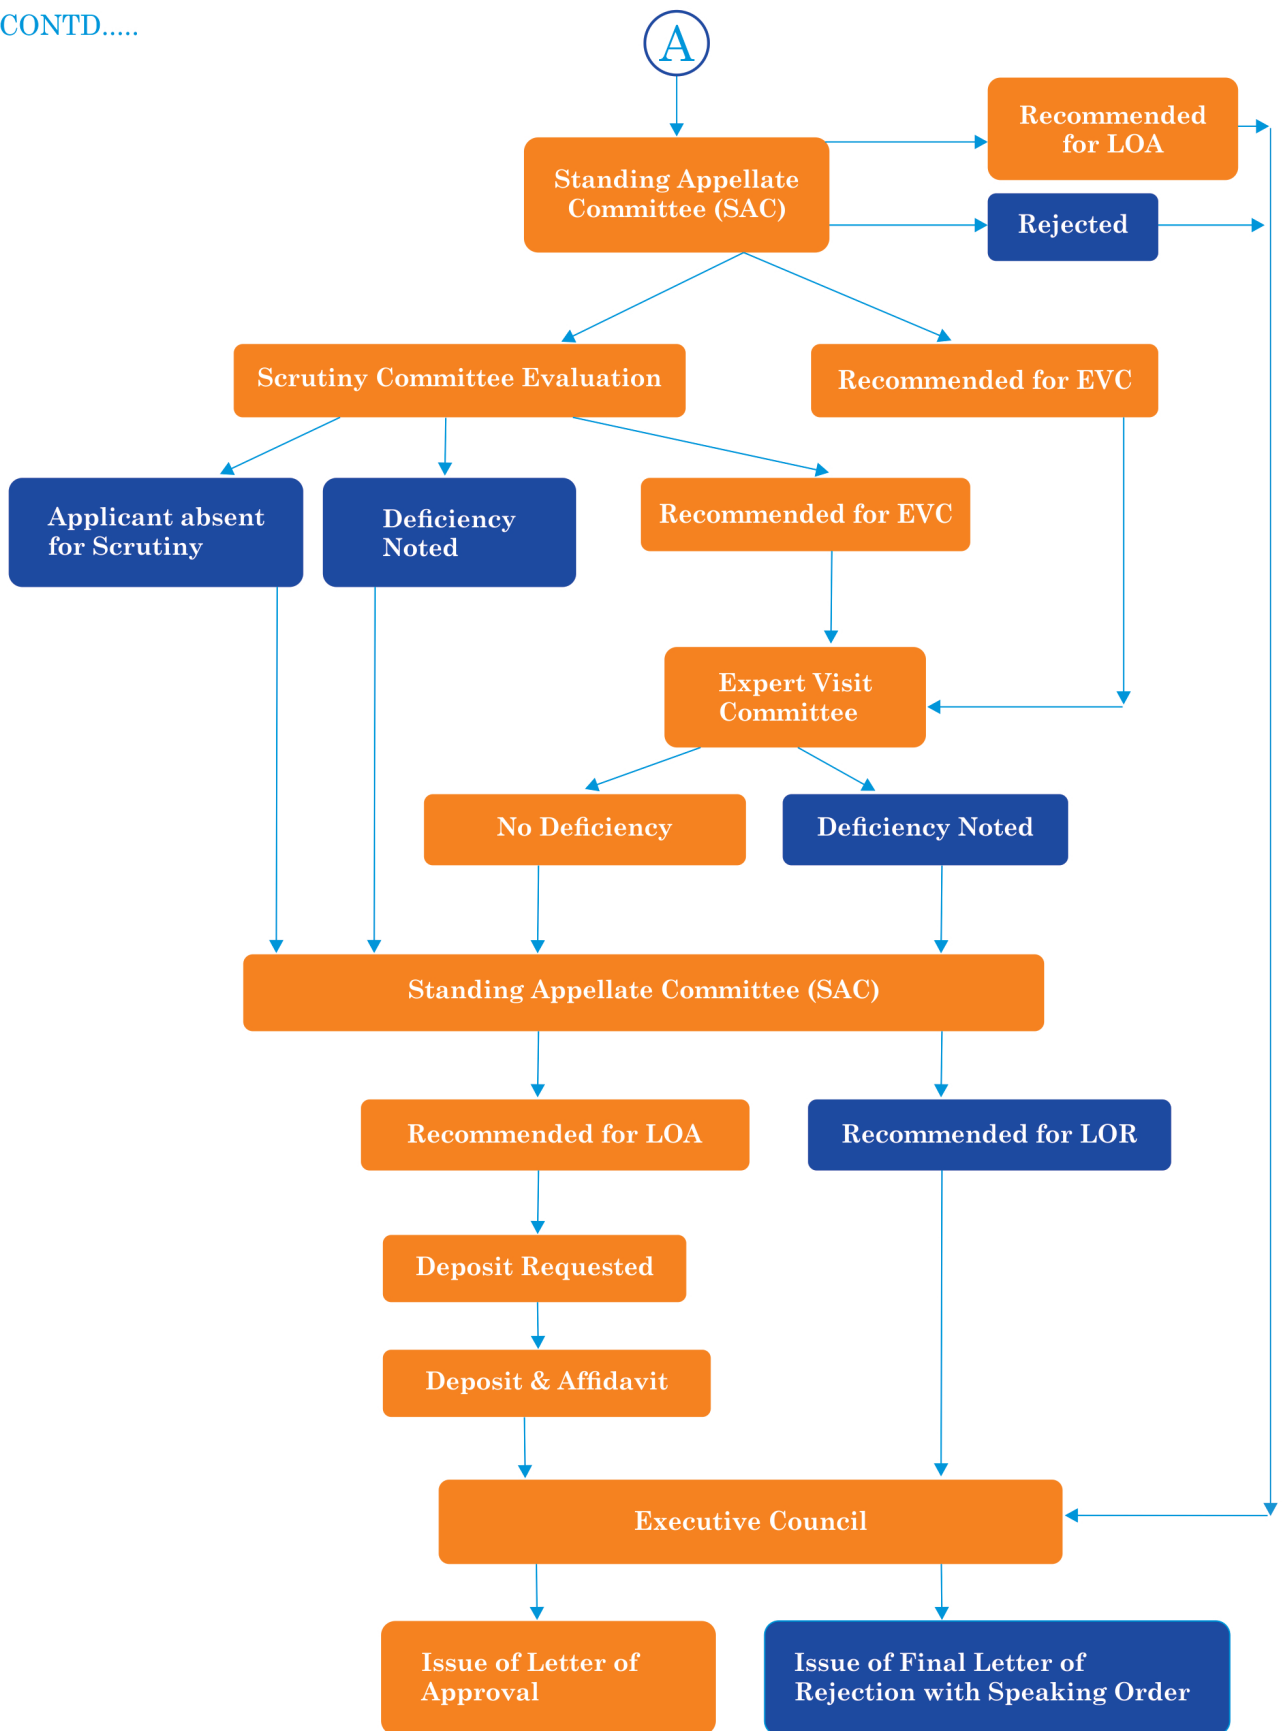 CONTD.....
A
Recommended
for LOA
Standing Appellate
Committee (SAC)
Rejected
Scrutiny Committee Evaluation
Recommended for EVC
Applicant absent
for Scrutiny
Deficiency
Noted
Recommended for EVC
Expert Visit
Committee
No Deficiency
Deficiency Noted
Standing Appellate Committee (SAC)
Recommended for LOA
Recommended for LOR
Deposit Requested
Deposit & Affidavit
Executive Council
Issue of Letter of
Approval
Issue of Final Letter of
Rejection with Speaking Order